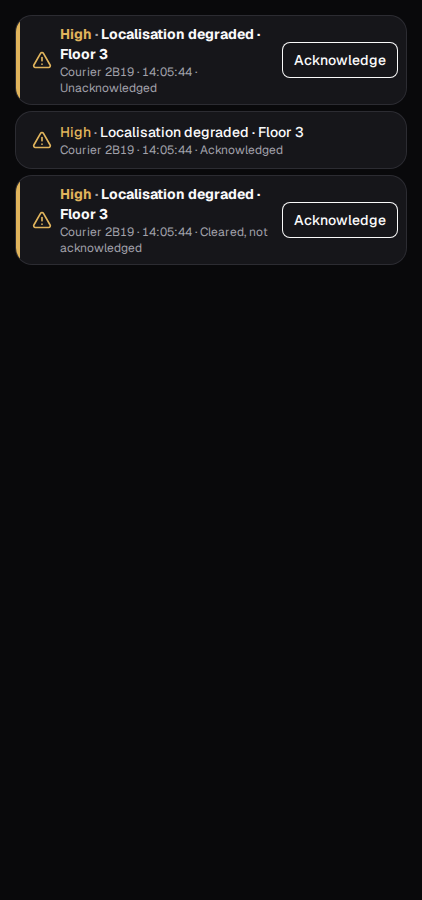 High · Localisation degraded ·
Floor 3
Courier 2B19 · 14:05:44 ·
Unacknowledged
Acknowledge
High · Localisation degraded · Floor 3
Courier 2B19 · 14:05:44 · Acknowledged
High · Localisation degraded ·
Floor 3
Courier 2B19 · 14:05:44 · Cleared, not
acknowledged
Acknowledge